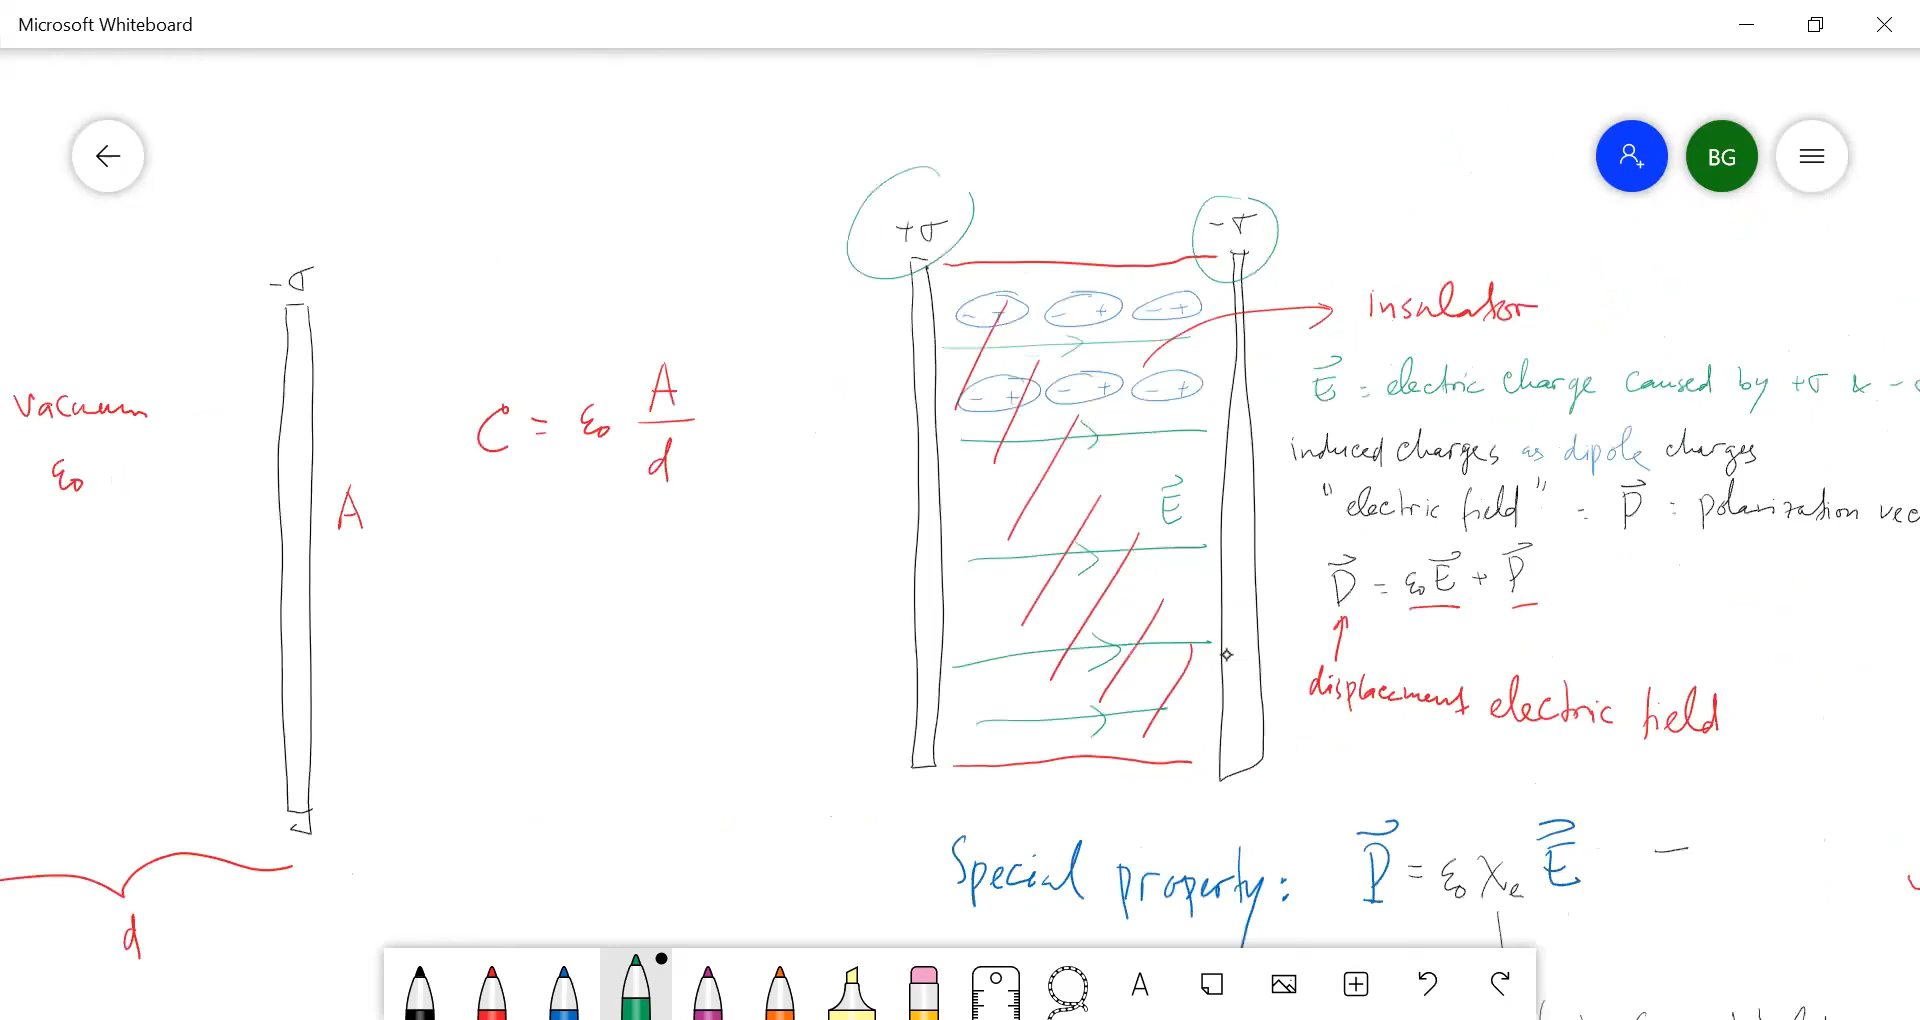 Microsoft Whiteboard
BG
-σ
vacuum
ε₀
A
d
C = ε₀ A/d
+σ
-σ
- + - + - +
- + - + - +
E⃗
insulator
E⃗ = electric charge caused by +σ & -σ
induced charges as dipole charges
"electric field" = P⃗ : polarization vec
D⃗ = ε₀E⃗ + P⃗
displacement electric field
Special property: P⃗ = ε₀ χₑ E⃗ —
A